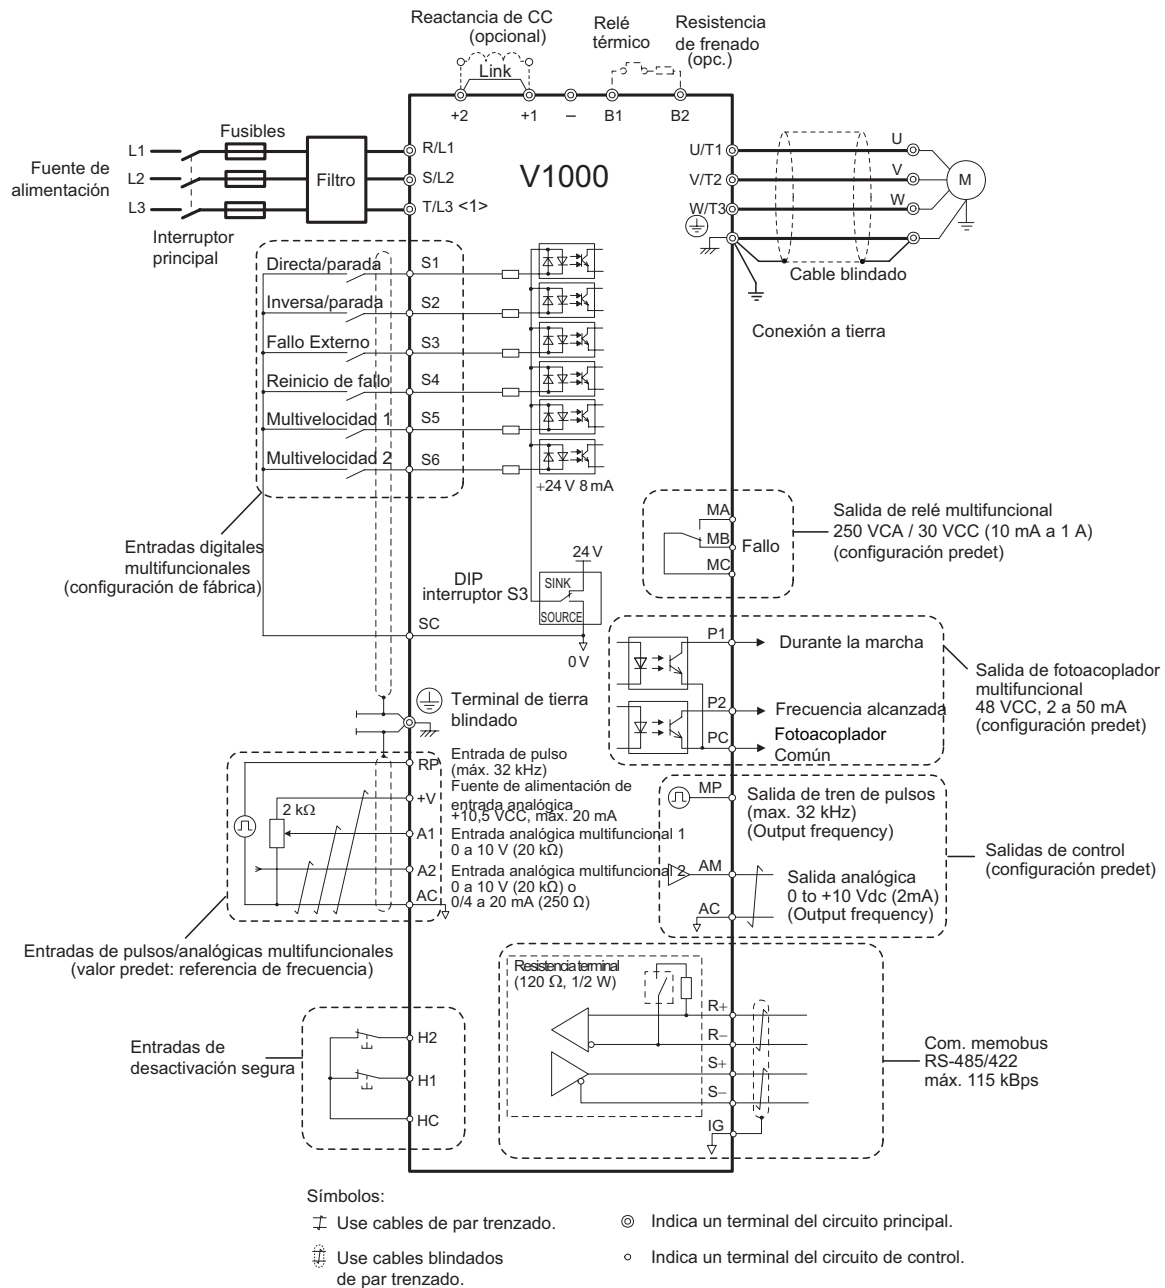 Reactancia de CC
(opcional)
Relé
térmico
Resistencia
de frenado
(opc.)
Link
+2
+1
–
B1
B2
Fuente de
alimentación
L1
L2
L3
Fusibles
Filtro
Interruptor
principal
R/L1
S/L2
T/L3 <1>
V1000
U/T1
V/T2
W/T3
U
V
W
M
Cable blindado
Conexión a tierra
Directa/parada
S1
Inversa/parada
S2
Fallo Externo
S3
Reinicio de fallo
S4
Multivelocidad 1
S5
Multivelocidad 2
S6
+24 V 8 mA
Entradas digitales
multifuncionales
(configuración de fábrica)
DIP
interruptor S3
24 V
SINK
SOURCE
0 V
SC
MA
MB
MC
Fallo
Salida de relé multifuncional
250 VCA / 30 VCC (10 mA a 1 A)
(configuración predet)
P1
Durante la marcha
P2
Frecuencia alcanzada
PC
Fotoacoplador
Común
Salida de fotoacoplador
multifuncional
48 VCC, 2 a 50 mA
(configuración predet)
Terminal de tierra
blindado
RP
Entrada de pulso
(máx. 32 kHz)
+V
Fuente de alimentación de
entrada analógica
+10,5 VCC, máx. 20 mA
2 kΩ
A1
Entrada analógica multifuncional 1
0 a 10 V (20 kΩ)
A2
Entrada analógica multifuncional 2
0 a 10 V (20 kΩ) o
0/4 a 20 mA (250 Ω)
AC
Entradas de pulsos/analógicas multifuncionales
(valor predet: referencia de frecuencia)
MP
Salida de tren de pulsos
(max. 32 kHz)
(Output frequency)
AM
Salida analógica
0 to +10 Vdc (2mA)
(Output frequency)
AC
Salidas de control
(configuración predet)
Entradas de
desactivación segura
H2
H1
HC
Resistencia terminal
(120 Ω, 1/2 W)
R+
R–
S+
S–
IG
Com. memobus
RS-485/422
máx. 115 kBps
Símbolos:
Use cables de par trenzado.
Indica un terminal del circuito principal.
Use cables blindados
de par trenzado.
Indica un terminal del circuito de control.